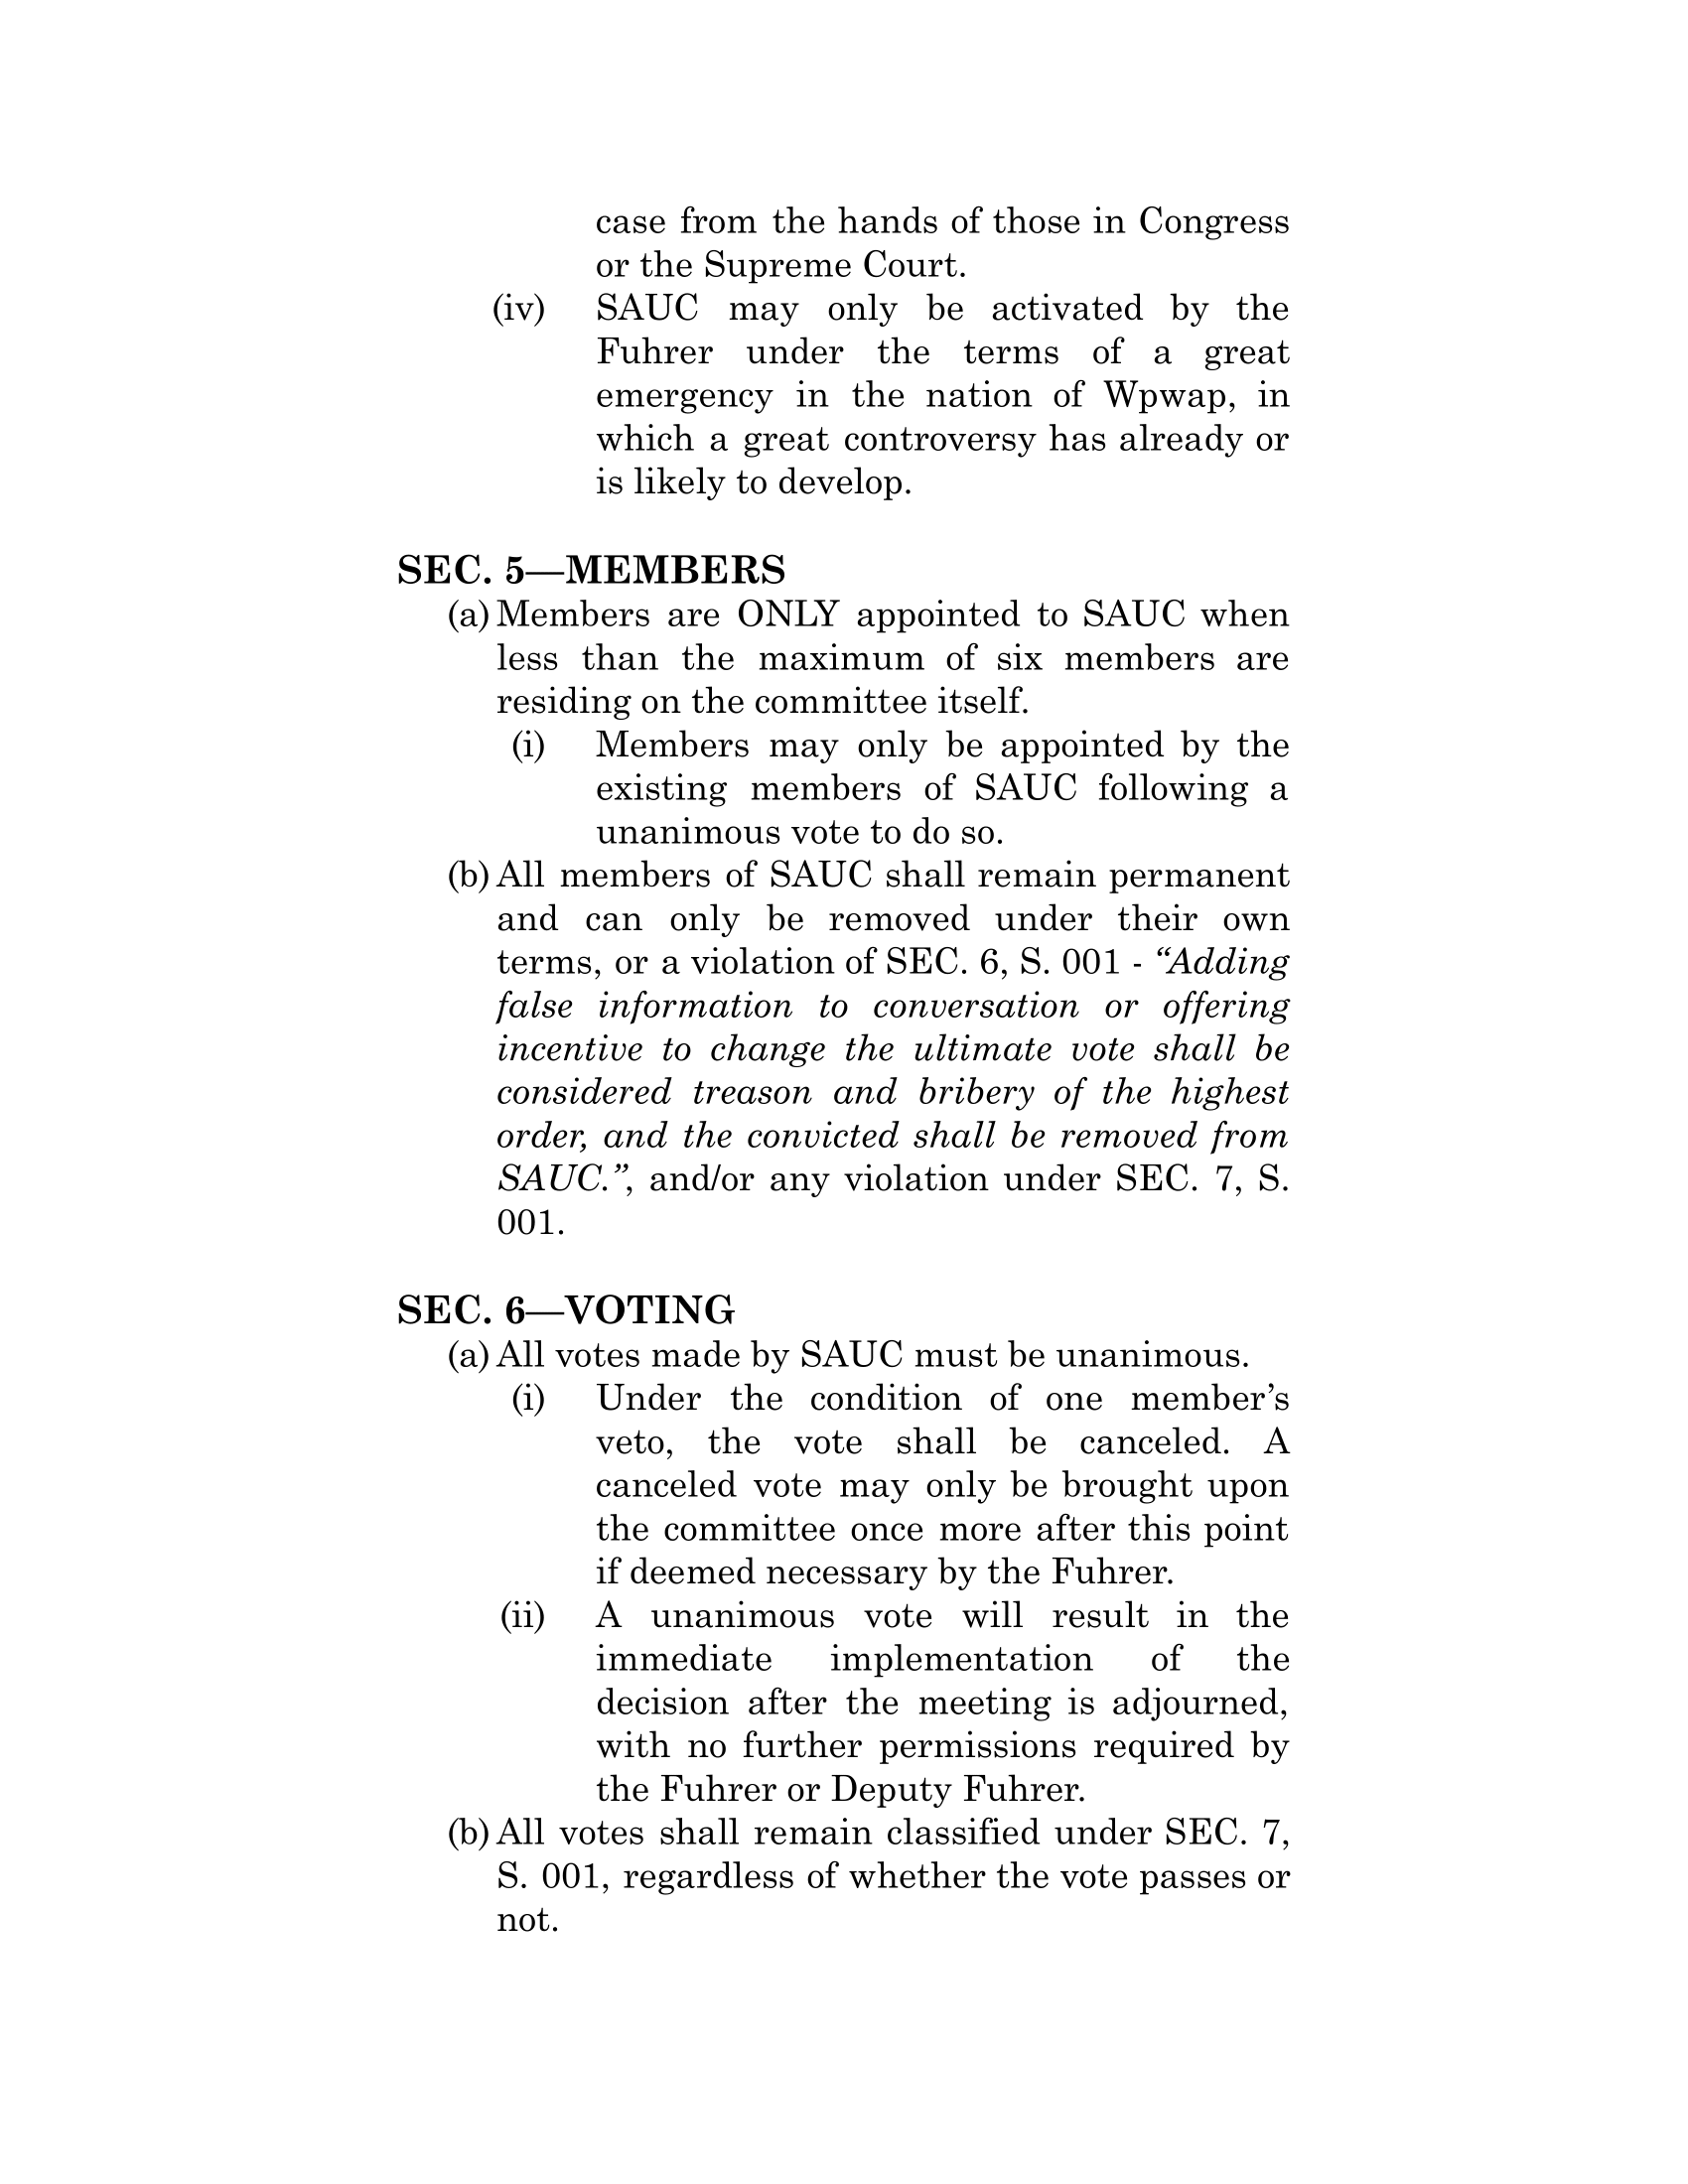 case from the hands of those in Congress
or the Supreme Court.
(iv) SAUC may only be activated by the
Fuhrer under the terms of a great
emergency in the nation of Wpwap, in
which a great controversy has already or
is likely to develop.
SEC. 5—MEMBERS
(a) Members are ONLY appointed to SAUC when
less than the maximum of six members are
residing on the committee itself.
(i) Members may only be appointed by the
existing members of SAUC following a
unanimous vote to do so.
(b) All members of SAUC shall remain permanent
and can only be removed under their own
terms, or a violation of SEC. 6, S. 001 - “Adding
false information to conversation or offering
incentive to change the ultimate vote shall be
considered treason and bribery of the highest
order, and the convicted shall be removed from
SAUC.”, and/or any violation under SEC. 7, S.
001.
SEC. 6—VOTING
(a) All votes made by SAUC must be unanimous.
(i) Under the condition of one member’s
veto, the vote shall be canceled. A
canceled vote may only be brought upon
the committee once more after this point
if deemed necessary by the Fuhrer.
(ii) A unanimous vote will result in the
immediate implementation of the
decision after the meeting is adjourned,
with no further permissions required by
the Fuhrer or Deputy Fuhrer.
(b) All votes shall remain classified under SEC. 7,
S. 001, regardless of whether the vote passes or
not.